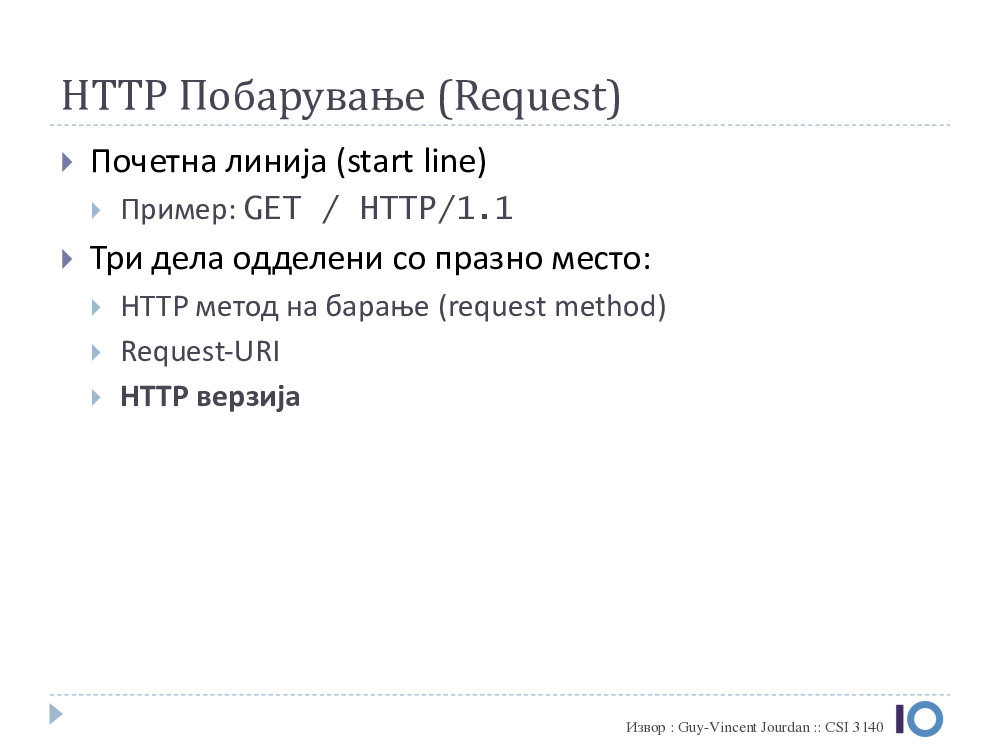 HTTP Побарување (Request)
Почетна линија (start line)
Пример: GET / HTTP/1.1
Три дела одделени со празно место:
HTTP метод на барање (request method)
Request-URI
HTTP верзија
Извор : Guy-Vincent Jourdan :: CSI 3140